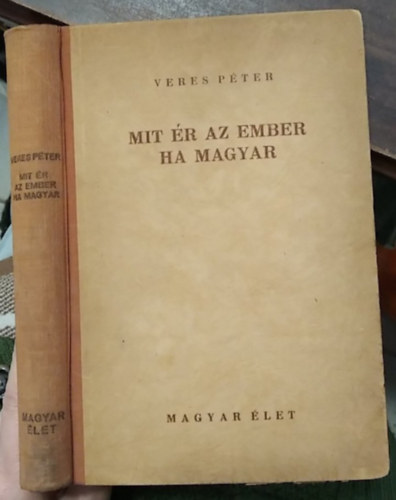 VERES PÉTER
MIT ÉR AZ EMBER
HA MAGYAR
MAGYAR ÉLET
VERES PÉTER
MIT ÉR
AZ EMBER
HA MAGYAR
MAGYAR
ÉLET